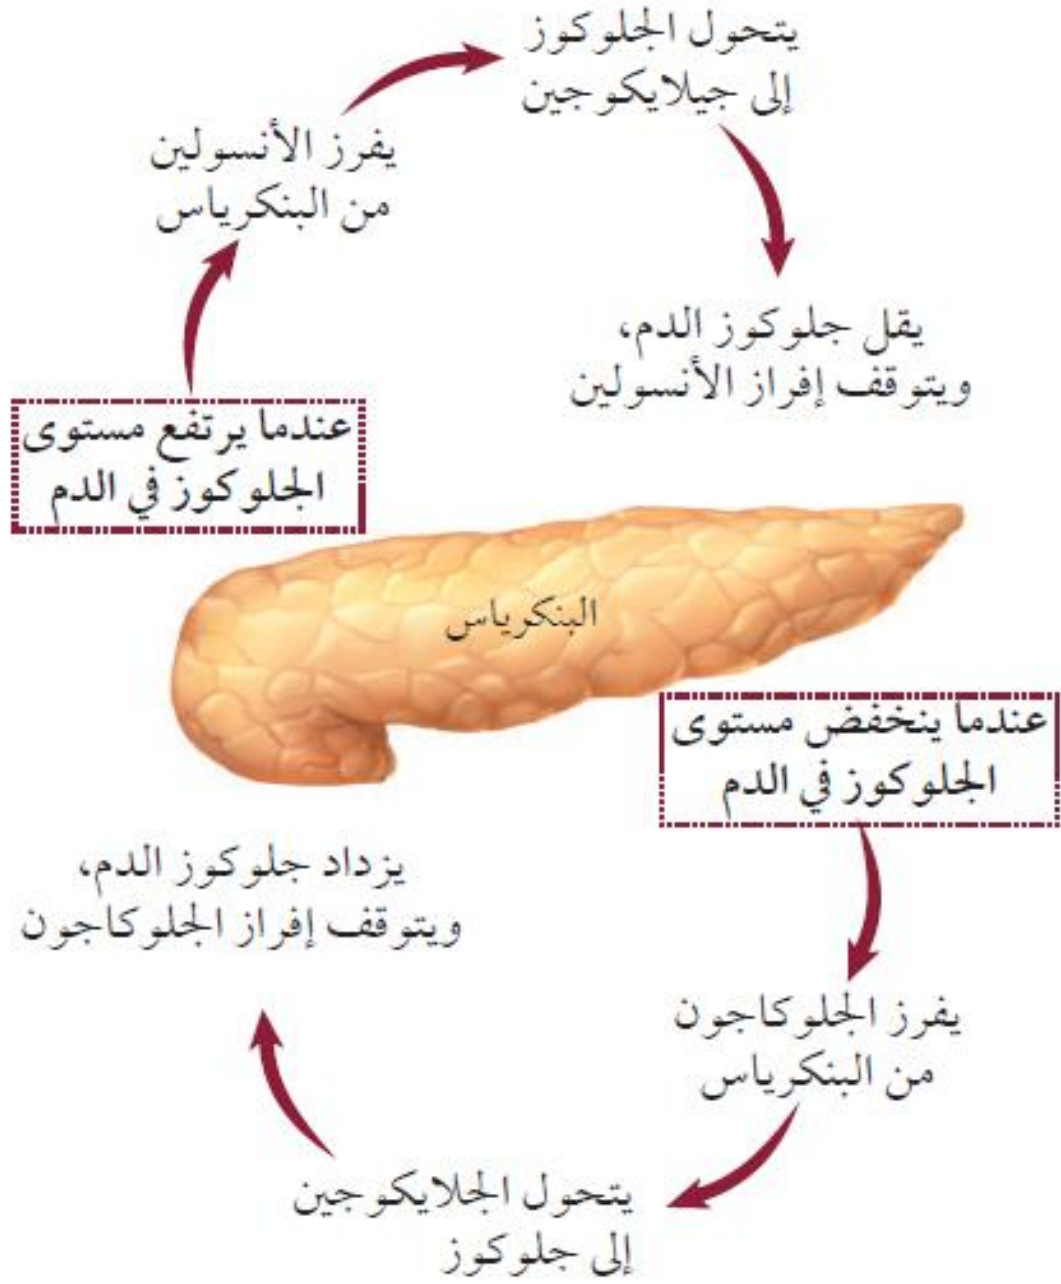 يتحول الجلوكوز
إلى جيلايكوجين
يفرز الأنسولين
من البنكرياس
يقل جلوكوز الدم،
ويتوقف إفراز الأنسولين
عندما يرتفع مستوى
الجلوكوز في الدم
البنكرياس
عندما ينخفض مستوى
الجلوكوز في الدم
يزداد جلوكوز الدم،
ويتوقف إفراز الجلوكاجون
يفرز الجلوكاجون
من البنكرياس
يتحول الجلايكوجين
إلى جلوكوز